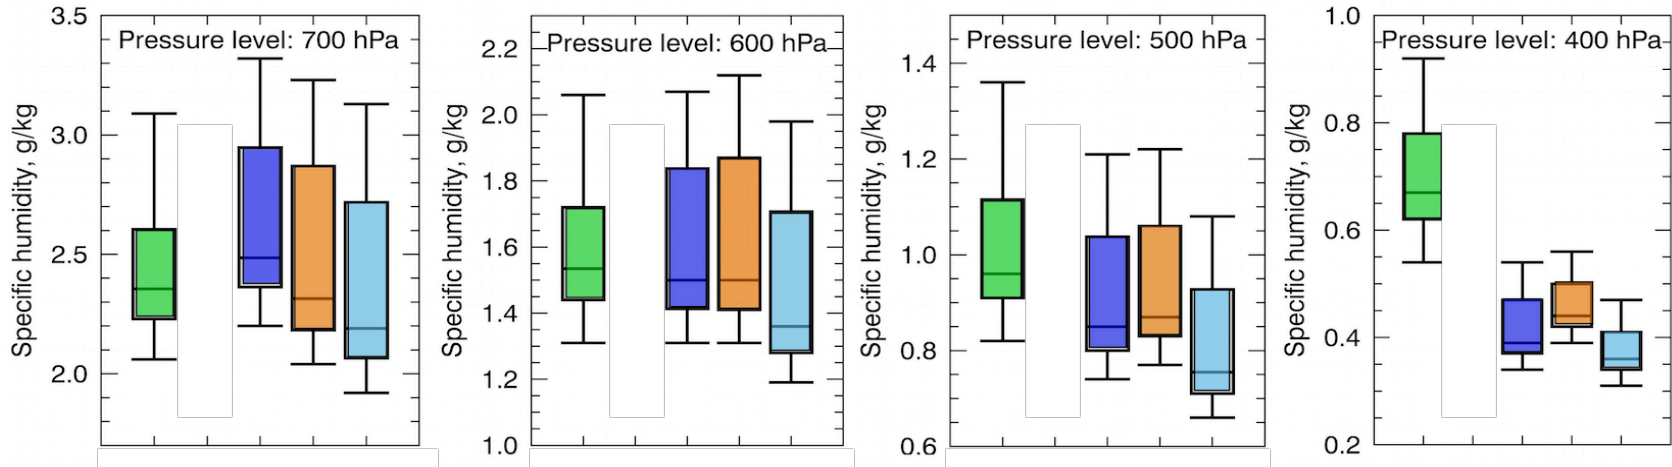 Specific humidity, g/kg
3.5
3.0
2.5
2.0
Pressure level: 700 hPa
Specific humidity, g/kg
2.2
2.0
1.8
1.6
1.4
1.2
1.0
Pressure level: 600 hPa
Specific humidity, g/kg
1.4
1.2
1.0
0.8
0.6
Pressure level: 500 hPa
Specific humidity, g/kg
1.0
0.8
0.6
0.4
0.2
Pressure level: 400 hPa